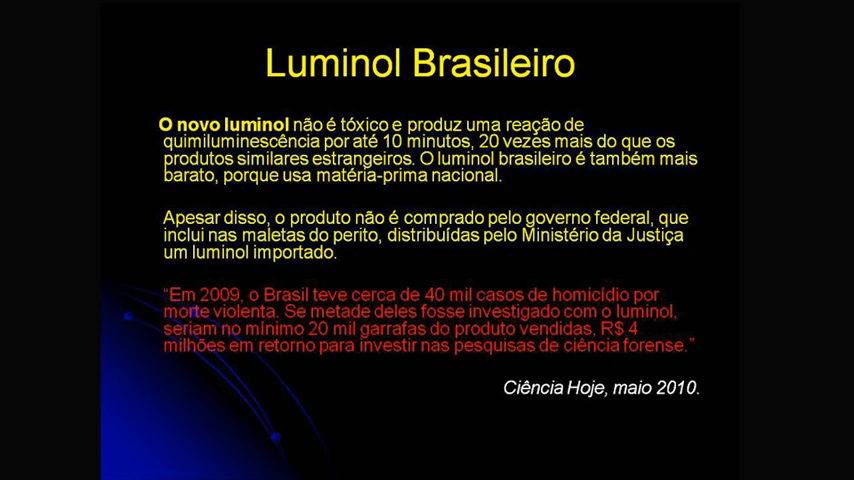 Luminol Brasileiro
O novo luminol não é tóxico e produz uma reação de
quimiluminescência por até 10 minutos, 20 vezes mais do que os
produtos similares estrangeiros. O luminol brasileiro é também mais
barato, porque usa matéria-prima nacional.
Apesar disso, o produto não é comprado pelo governo federal, que
inclui nas maletas do perito, distribuídas pelo Ministério da Justiça
um luminol importado.
“Em 2009, o Brasil teve cerca de 40 mil casos de homicídio por
morte violenta. Se metade deles fosse investigado com o luminol,
seriam no mínimo 20 mil garrafas do produto vendidas, R$ 4
milhões em retorno para investir nas pesquisas de ciência forense.”
Ciência Hoje, maio 2010.